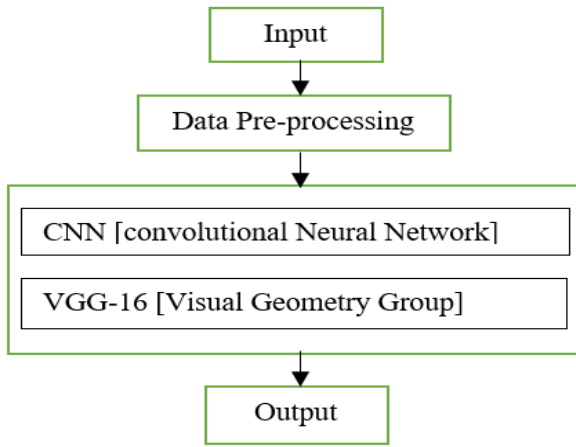 Input
Data Pre-processing
CNN [convolutional Neural Network]
VGG-16 [Visual Geometry Group]
Output